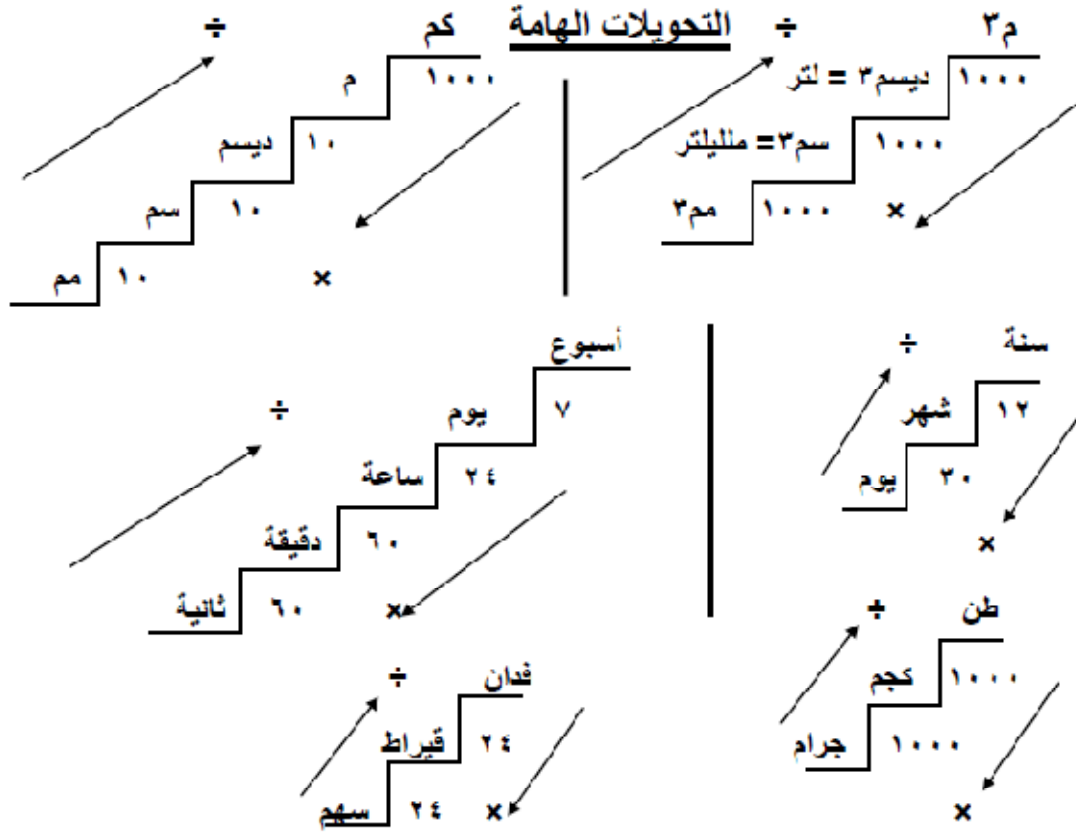 التحويلات الهامة
م٣
÷
١٠٠٠
ديسم٣ = لتر
١٠٠٠
سم٣ = ملليلتر
١٠٠٠
مم٣
×
كم
÷
١٠٠٠
م
١٠
ديسم
١٠
سم
١٠
مم
×
سنة
÷
١٢
شهر
٣٠
يوم
×
أسبوع
÷
٧
يوم
٢٤
ساعة
٦٠
دقيقة
٦٠
ثانية
×
طن
÷
١٠٠٠
كجم
١٠٠٠
جرام
×
فدان
÷
٢٤
قيراط
٢٤
سهم
×